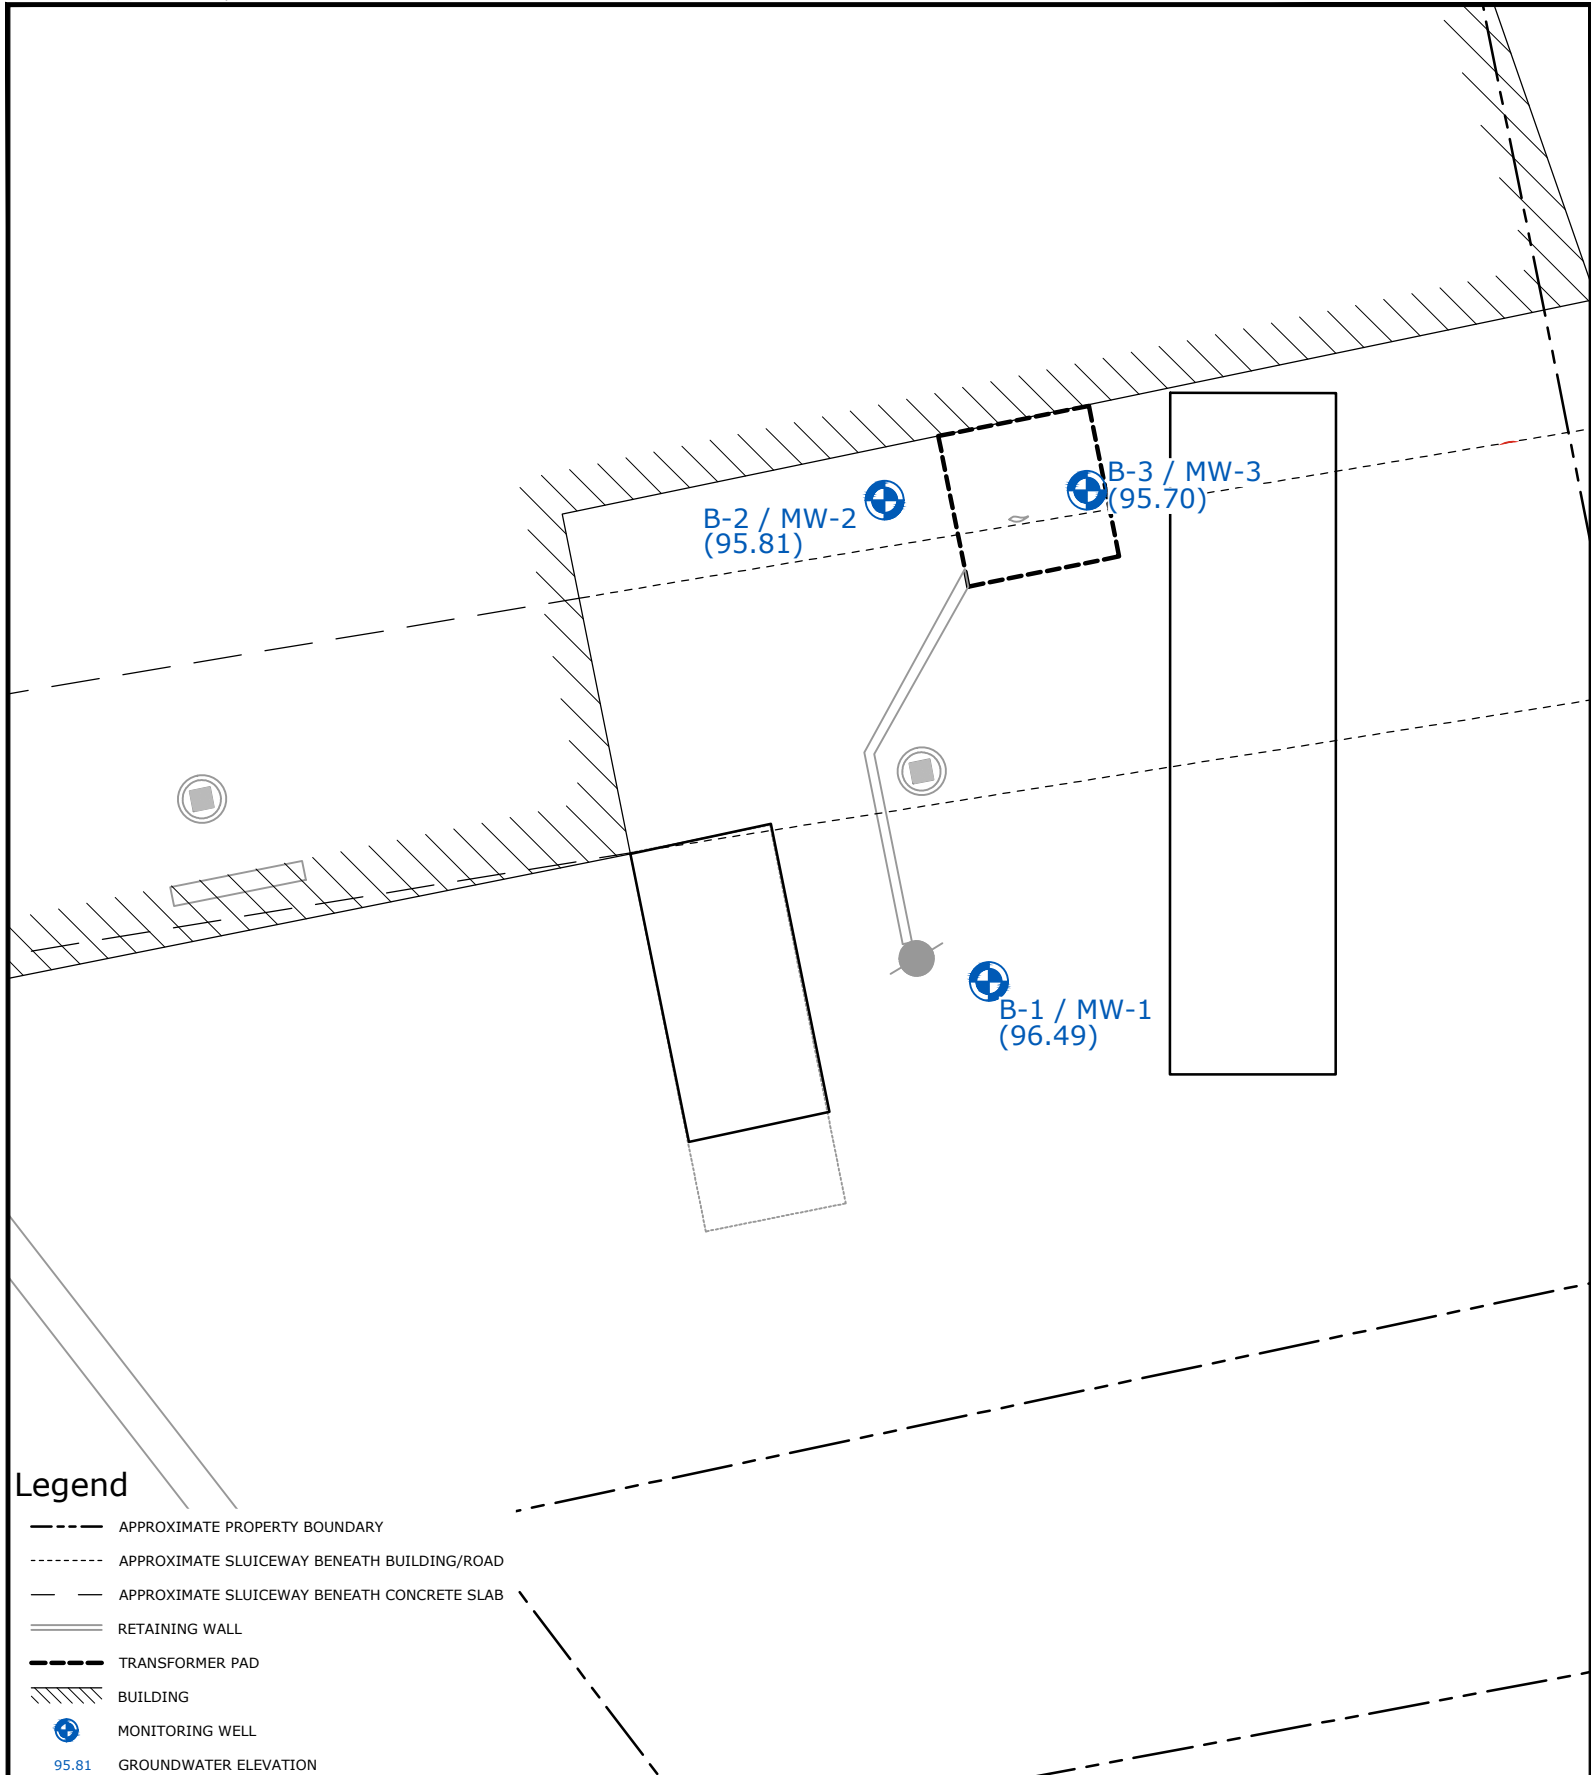 B-3 / MW-3
(95.70)
B-2 / MW-2
(95.81)
B-1 / MW-1
(96.49)
Legend
APPROXIMATE PROPERTY BOUNDARY
APPROXIMATE SLUICEWAY BENEATH BUILDING/ROAD
APPROXIMATE SLUICEWAY BENEATH CONCRETE SLAB
RETAINING WALL
TRANSFORMER PAD
BUILDING
MONITORING WELL
95.81 GROUNDWATER ELEVATION